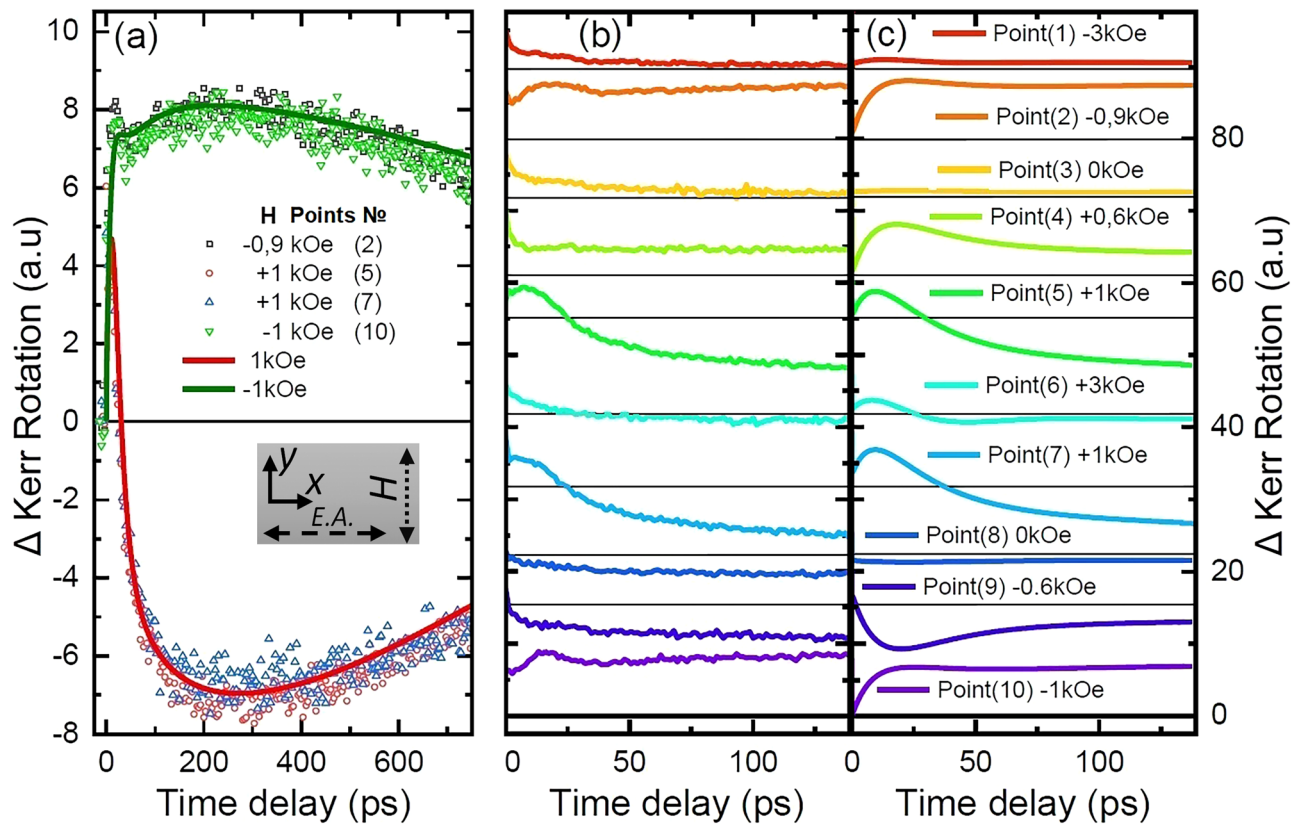 (a)
10
8
6
4
2
0
-2
-4
-6
-8
Δ Kerr Rotation (a.u)
H Points №
-0,9 kOe (2)
+1 kOe (5)
+1 kOe (7)
-1 kOe (10)
1kOe
-1kOe
y
x
H
E.A.
0 200 400 600
Time delay (ps)
(b)
0 50 100
Time delay (ps)
(c)
Point(1) -3kOe
Point(2) -0,9kOe
Point(3) 0kOe
Point(4) +0,6kOe
Point(5) +1kOe
Point(6) +3kOe
Point(7) +1kOe
Point(8) 0kOe
Point(9) -0.6kOe
Point(10) -1kOe
0 50 100
Time delay (ps)
80
60
40
20
0
Δ Kerr Rotation (a.u)